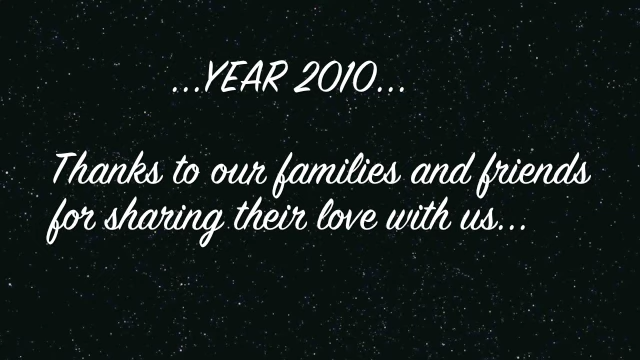 ...YEAR 2010...
Thanks to our families and friends
for sharing their love with us...